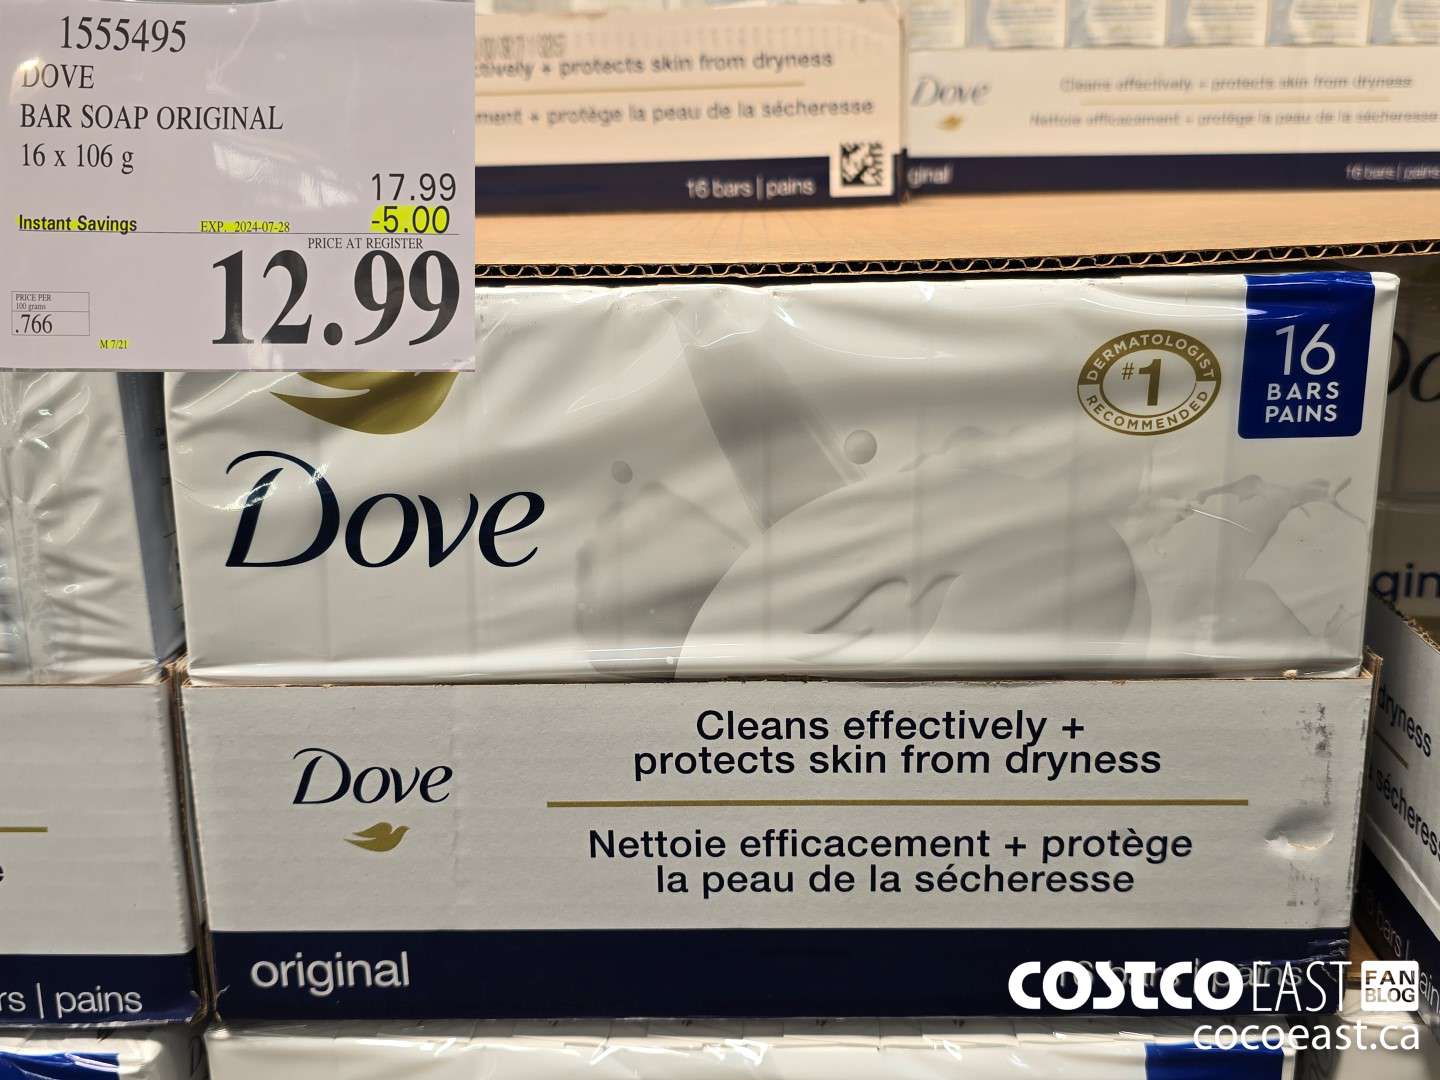 1555495
DOVE
BAR SOAP ORIGINAL
16 x 106 g
17.99
Instant Savings EXP. 2024-07-28 -5.00
PRICE AT REGISTER
12.99
PRICE PER
100 grams
.766
M 7/21
protects skin from dryness
+ protège la peau de la sécheresse
16 bars | pains
Dove
Cleans effectively + protects skin from dryness
Nettoie efficacement + protège la peau de la sécheresse
16 bars | pains
DERMATOLOGIST
#1
RECOMMENDED
16
BARS
PAINS
Dove
Cleans effectively +
protects skin from dryness
Dove
Nettoie efficacement + protège
la peau de la sécheresse
original
16 bars | pains
pains
dryness
COSTCO EAST FAN BLOG
cocoeast.ca